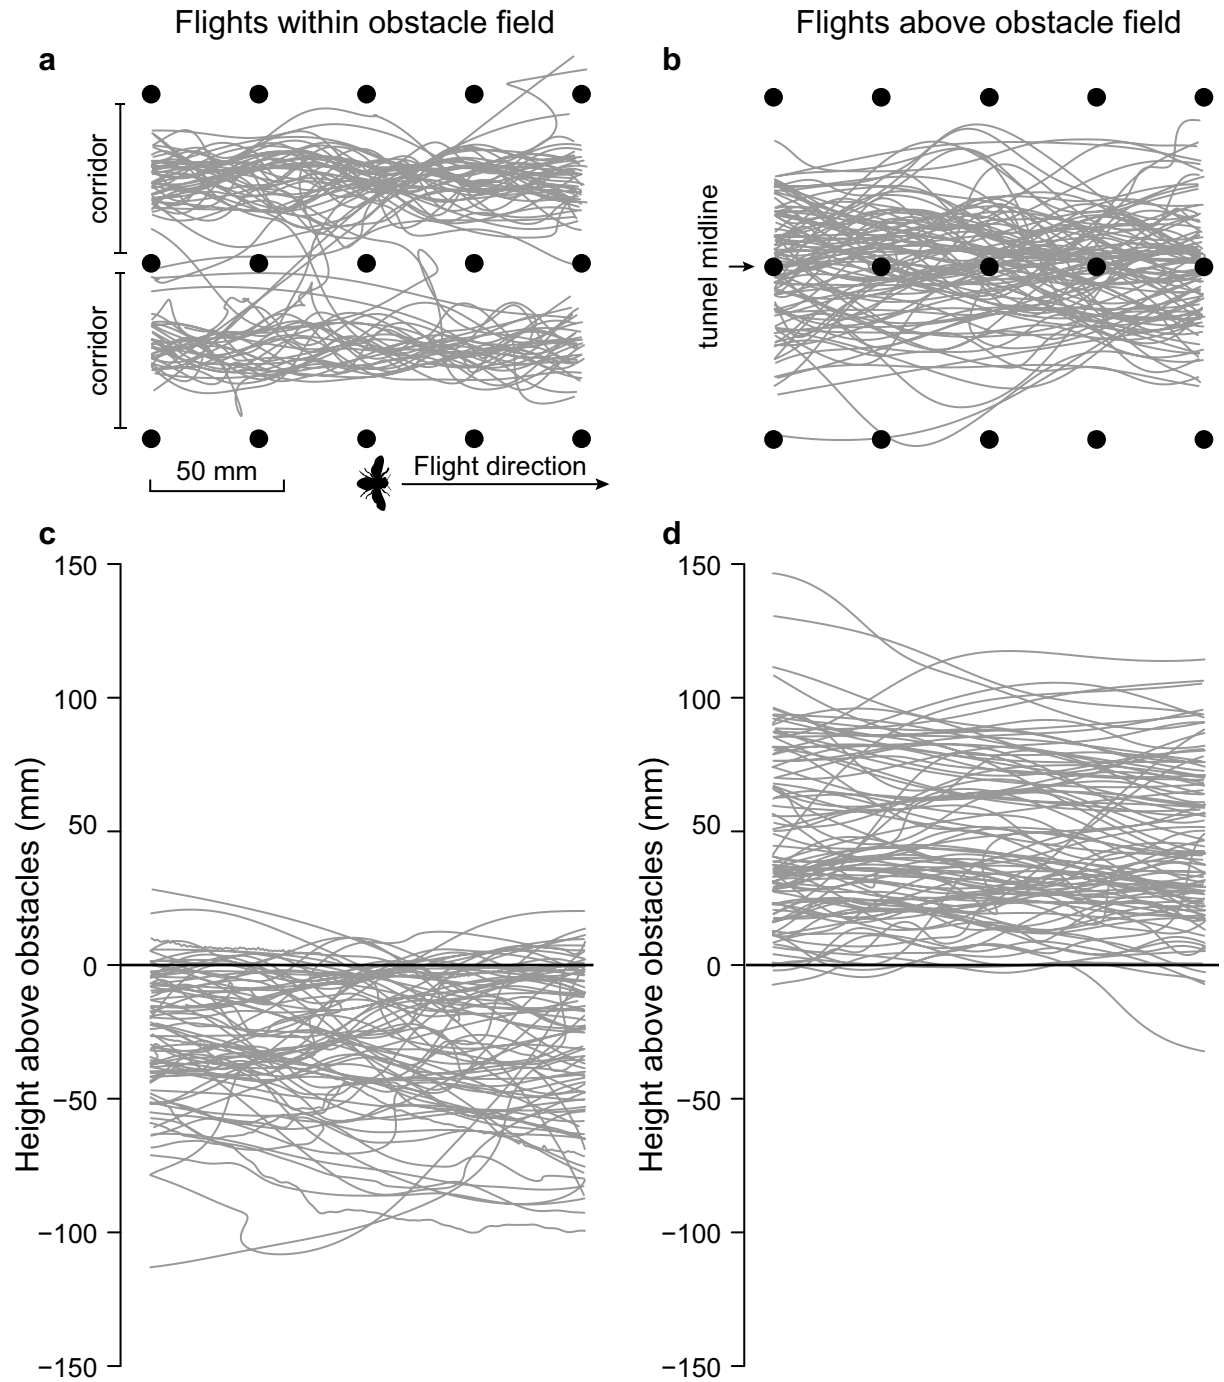 Flights within obstacle field
Flights above obstacle field
a
b
corridor
corridor
tunnel midline
50 mm
Flight direction
c
d
Height above obstacles (mm)
150
100
50
0
−50
−100
−150
Height above obstacles (mm)
150
100
50
0
−50
−100
−150